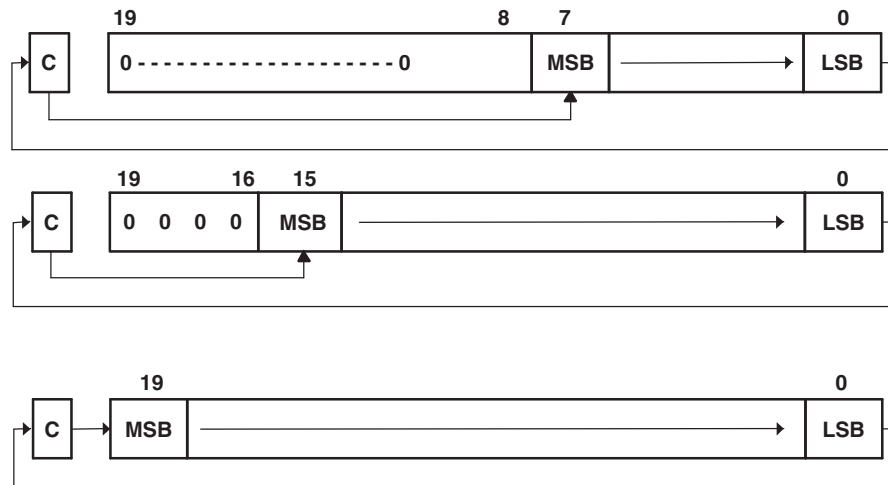 19 8 7 0
C 0 - - - - - - - - - - - - - - - - - - - - 0 MSB LSB
19 16 15 0
C 0 0 0 0 MSB LSB
19 0
C MSB LSB